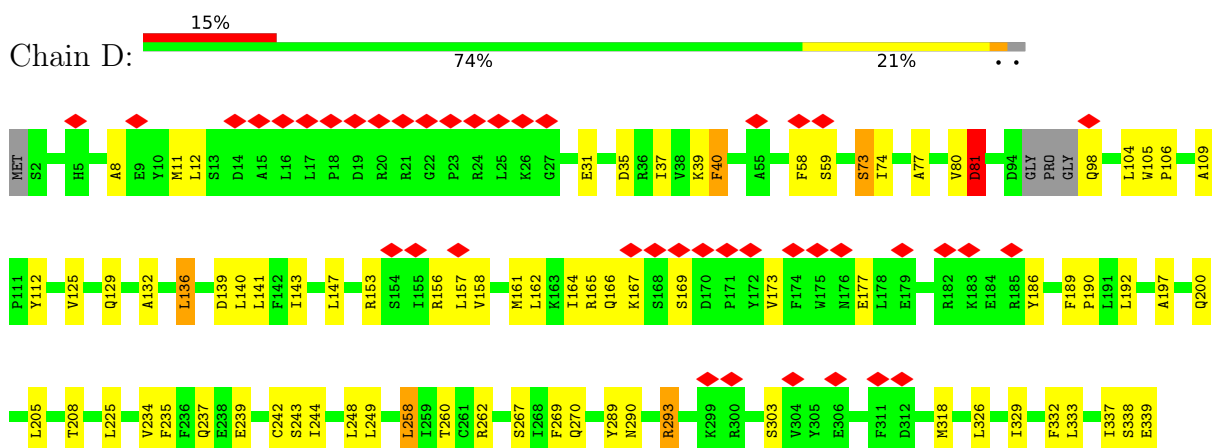 15%
Chain D:
74% 21% • •
MET S2 H5 A8 E9 Y10 M11 L12 S13 D14 A15 L16 L17 P18 D19 R20 R21 G22 P23 R24 L25 K26 G27 E31 D35 R36 I37 V38 K39 F40 A55 F58 S59 S73 I74 A77 V80 D81 D94 GLY PRO GLY Q98 L104 W105 P106 A109
P111 Y112 V125 Q129 A132 L136 D139 L140 L141 F142 I143 L147 R153 S154 I155 R156 L157 V158 M161 L162 K163 I164 R165 Q166 K167 S168 S169 D170 P171 Y172 V173 F174 W175 N176 E177 L178 E179 R182 K183 E184 R185 Y186 F189 P190 L191 L192 A197 Q200
L205 T208 L225 V234 F235 F236 Q237 E238 E239 C242 S243 I244 L248 L249 L258 I259 T260 C261 R262 S267 I268 F269 Q270 Y289 N290 R293 K299 R300 S303 V304 Y305 E306 F311 D312 M318 L326 I329 F332 L333 I337 S338 E339